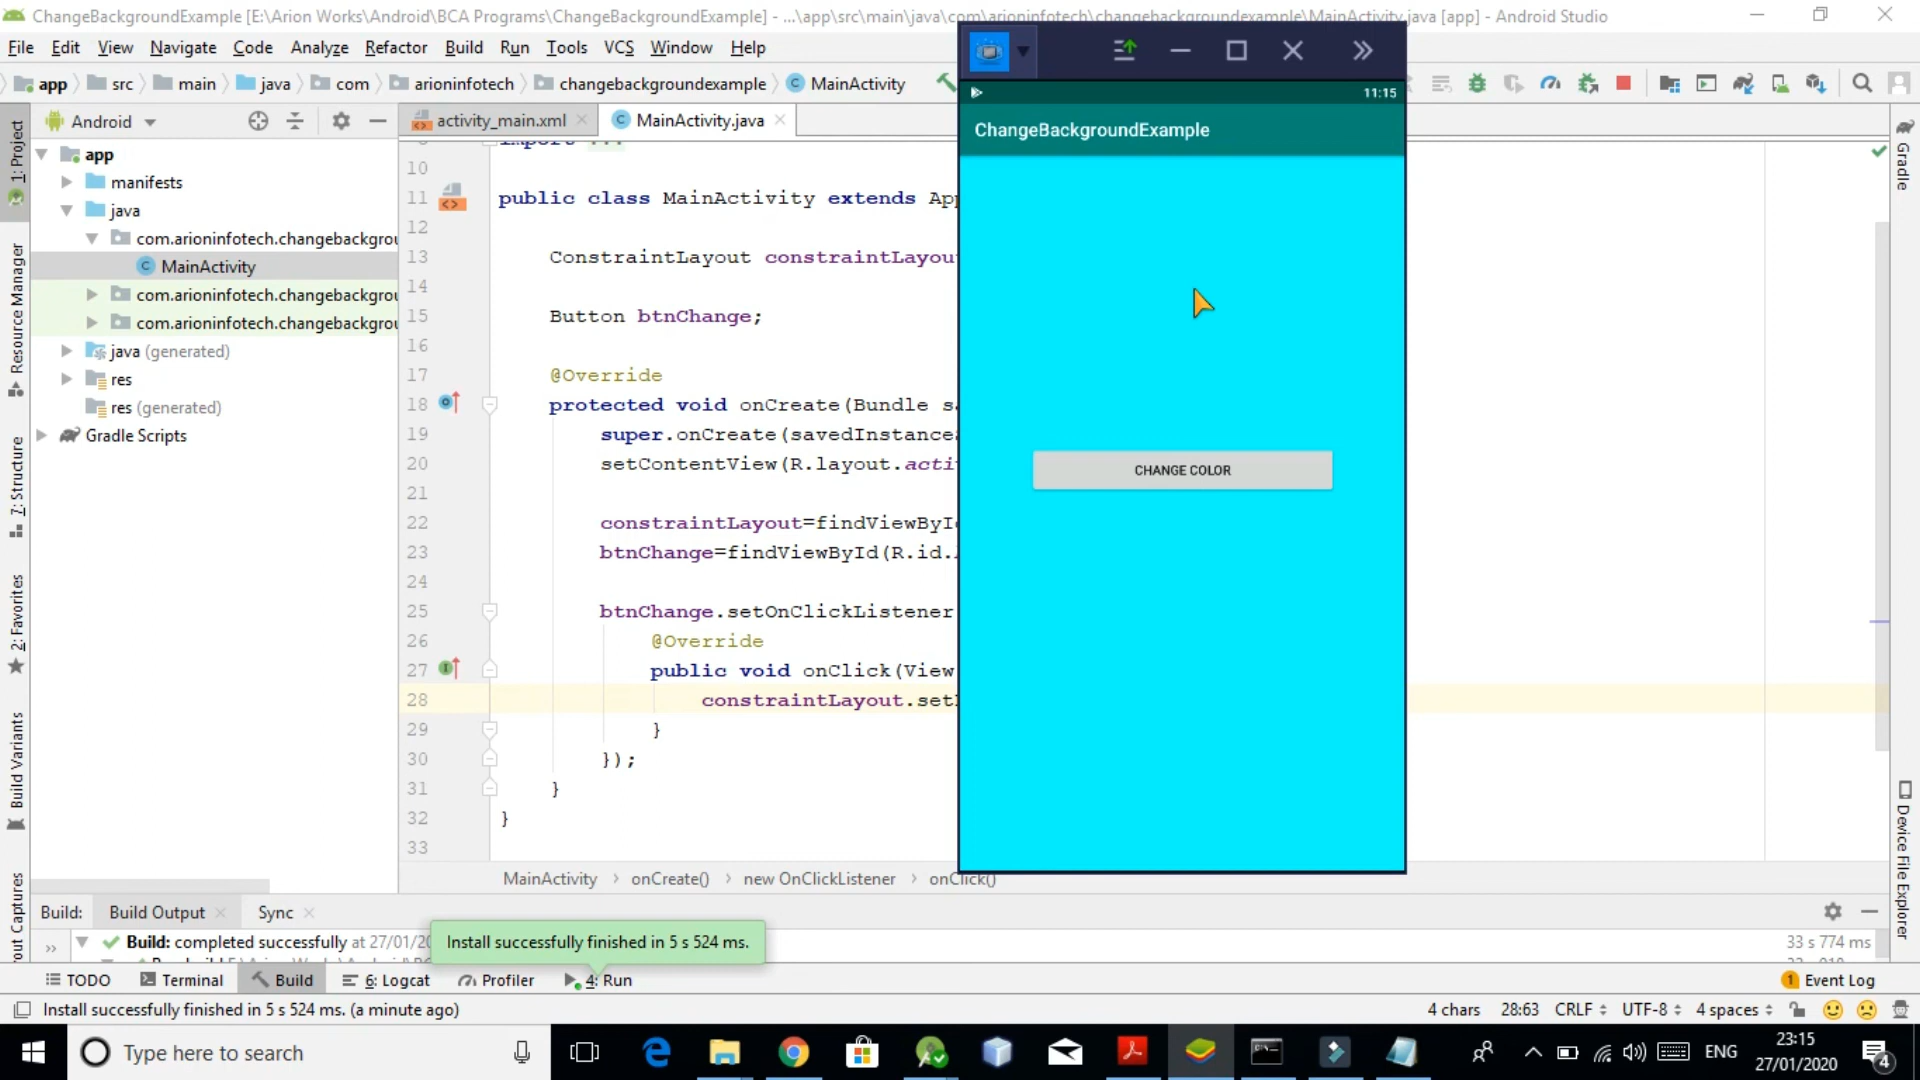 ChangeBackgroundExample [E:\Arion Works\Android\BCA Programs\ChangeBackgroundExample] - ...\app\src\main\java\com\arioninfotech\changebackgroundexample\MainActivity.java [app] - Android Studio
File Edit View Navigate Code Analyze Refactor Build Run Tools VCS Window Help
app src main java com arioninfotech changebackgroundexample MainActivity
Android
activity_main.xml
MainActivity.java
1: Project
Resource Manager
7: Structure
2: Favorites
Build Variants
out Captures
app
manifests
java
com.arioninfotech.changebackgrou
MainActivity
com.arioninfotech.changebackgrou
com.arioninfotech.changebackgrou
java (generated)
res
res (generated)
Gradle Scripts
import ...
10
11 public class MainActivity extends App
12
13 ConstraintLayout constraintLayou
14
15 Button btnChange;
16
17 @Override
18 protected void onCreate(Bundle sa
19 super.onCreate(savedInstance
20 setContentView(R.layout.acti
21
22 constraintLayout=findViewById
23 btnChange=findViewById(R.id.
24
25 btnChange.setOnClickListener
26 @Override
27 public void onClick(View
28 constraintLayout.set
29 }
30 });
31 }
32 }
33
MainActivity > onCreate() > new OnClickListener > onClick()
11:15
ChangeBackgroundExample
CHANGE COLOR
Gradle
Device File Explorer
Build: Build Output Sync
Build: completed successfully at 27/01/20
33 s 774 ms
Install successfully finished in 5 s 524 ms.
TODO Terminal Build 6: Logcat Profiler 4: Run
1 Event Log
Install successfully finished in 5 s 524 ms. (a minute ago)
4 chars 28:63 CRLF UTF-8 4 spaces
Type here to search
ENG
23:15
27/01/2020
4